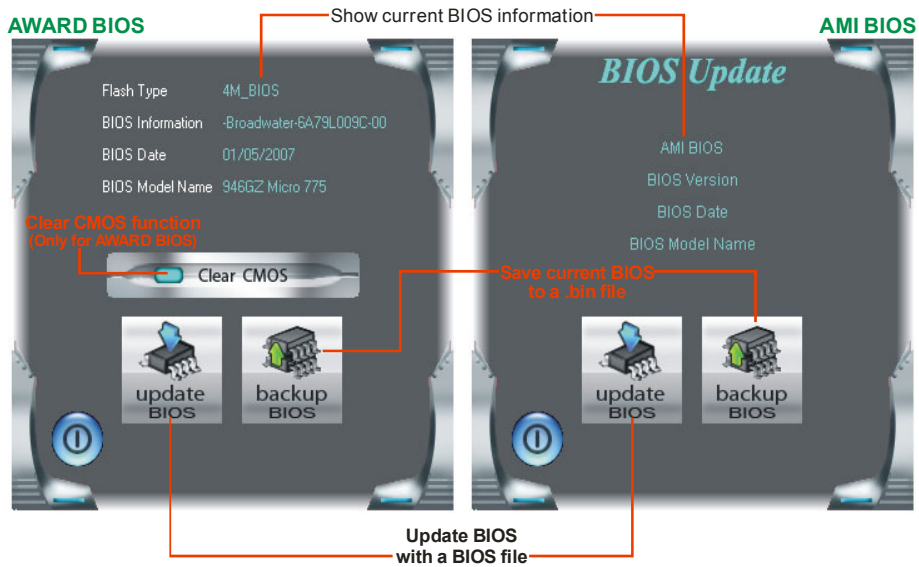 Show current BIOS information
AWARD BIOS
AMI BIOS
Flash Type 4M_BIOS
BIOS Information -Broadwater-6A79L009C-00
BIOS Date 01/05/2007
BIOS Model Name 946GZ Micro 775
Clear CMOS function
(Only for AWARD BIOS)
Clear CMOS
update
BIOS
backup
BIOS
BIOS Update
AMI BIOS
BIOS Version
BIOS Date
BIOS Model Name
Save current BIOS
to a .bin file
update
BIOS
backup
BIOS
Update BIOS
with a BIOS file